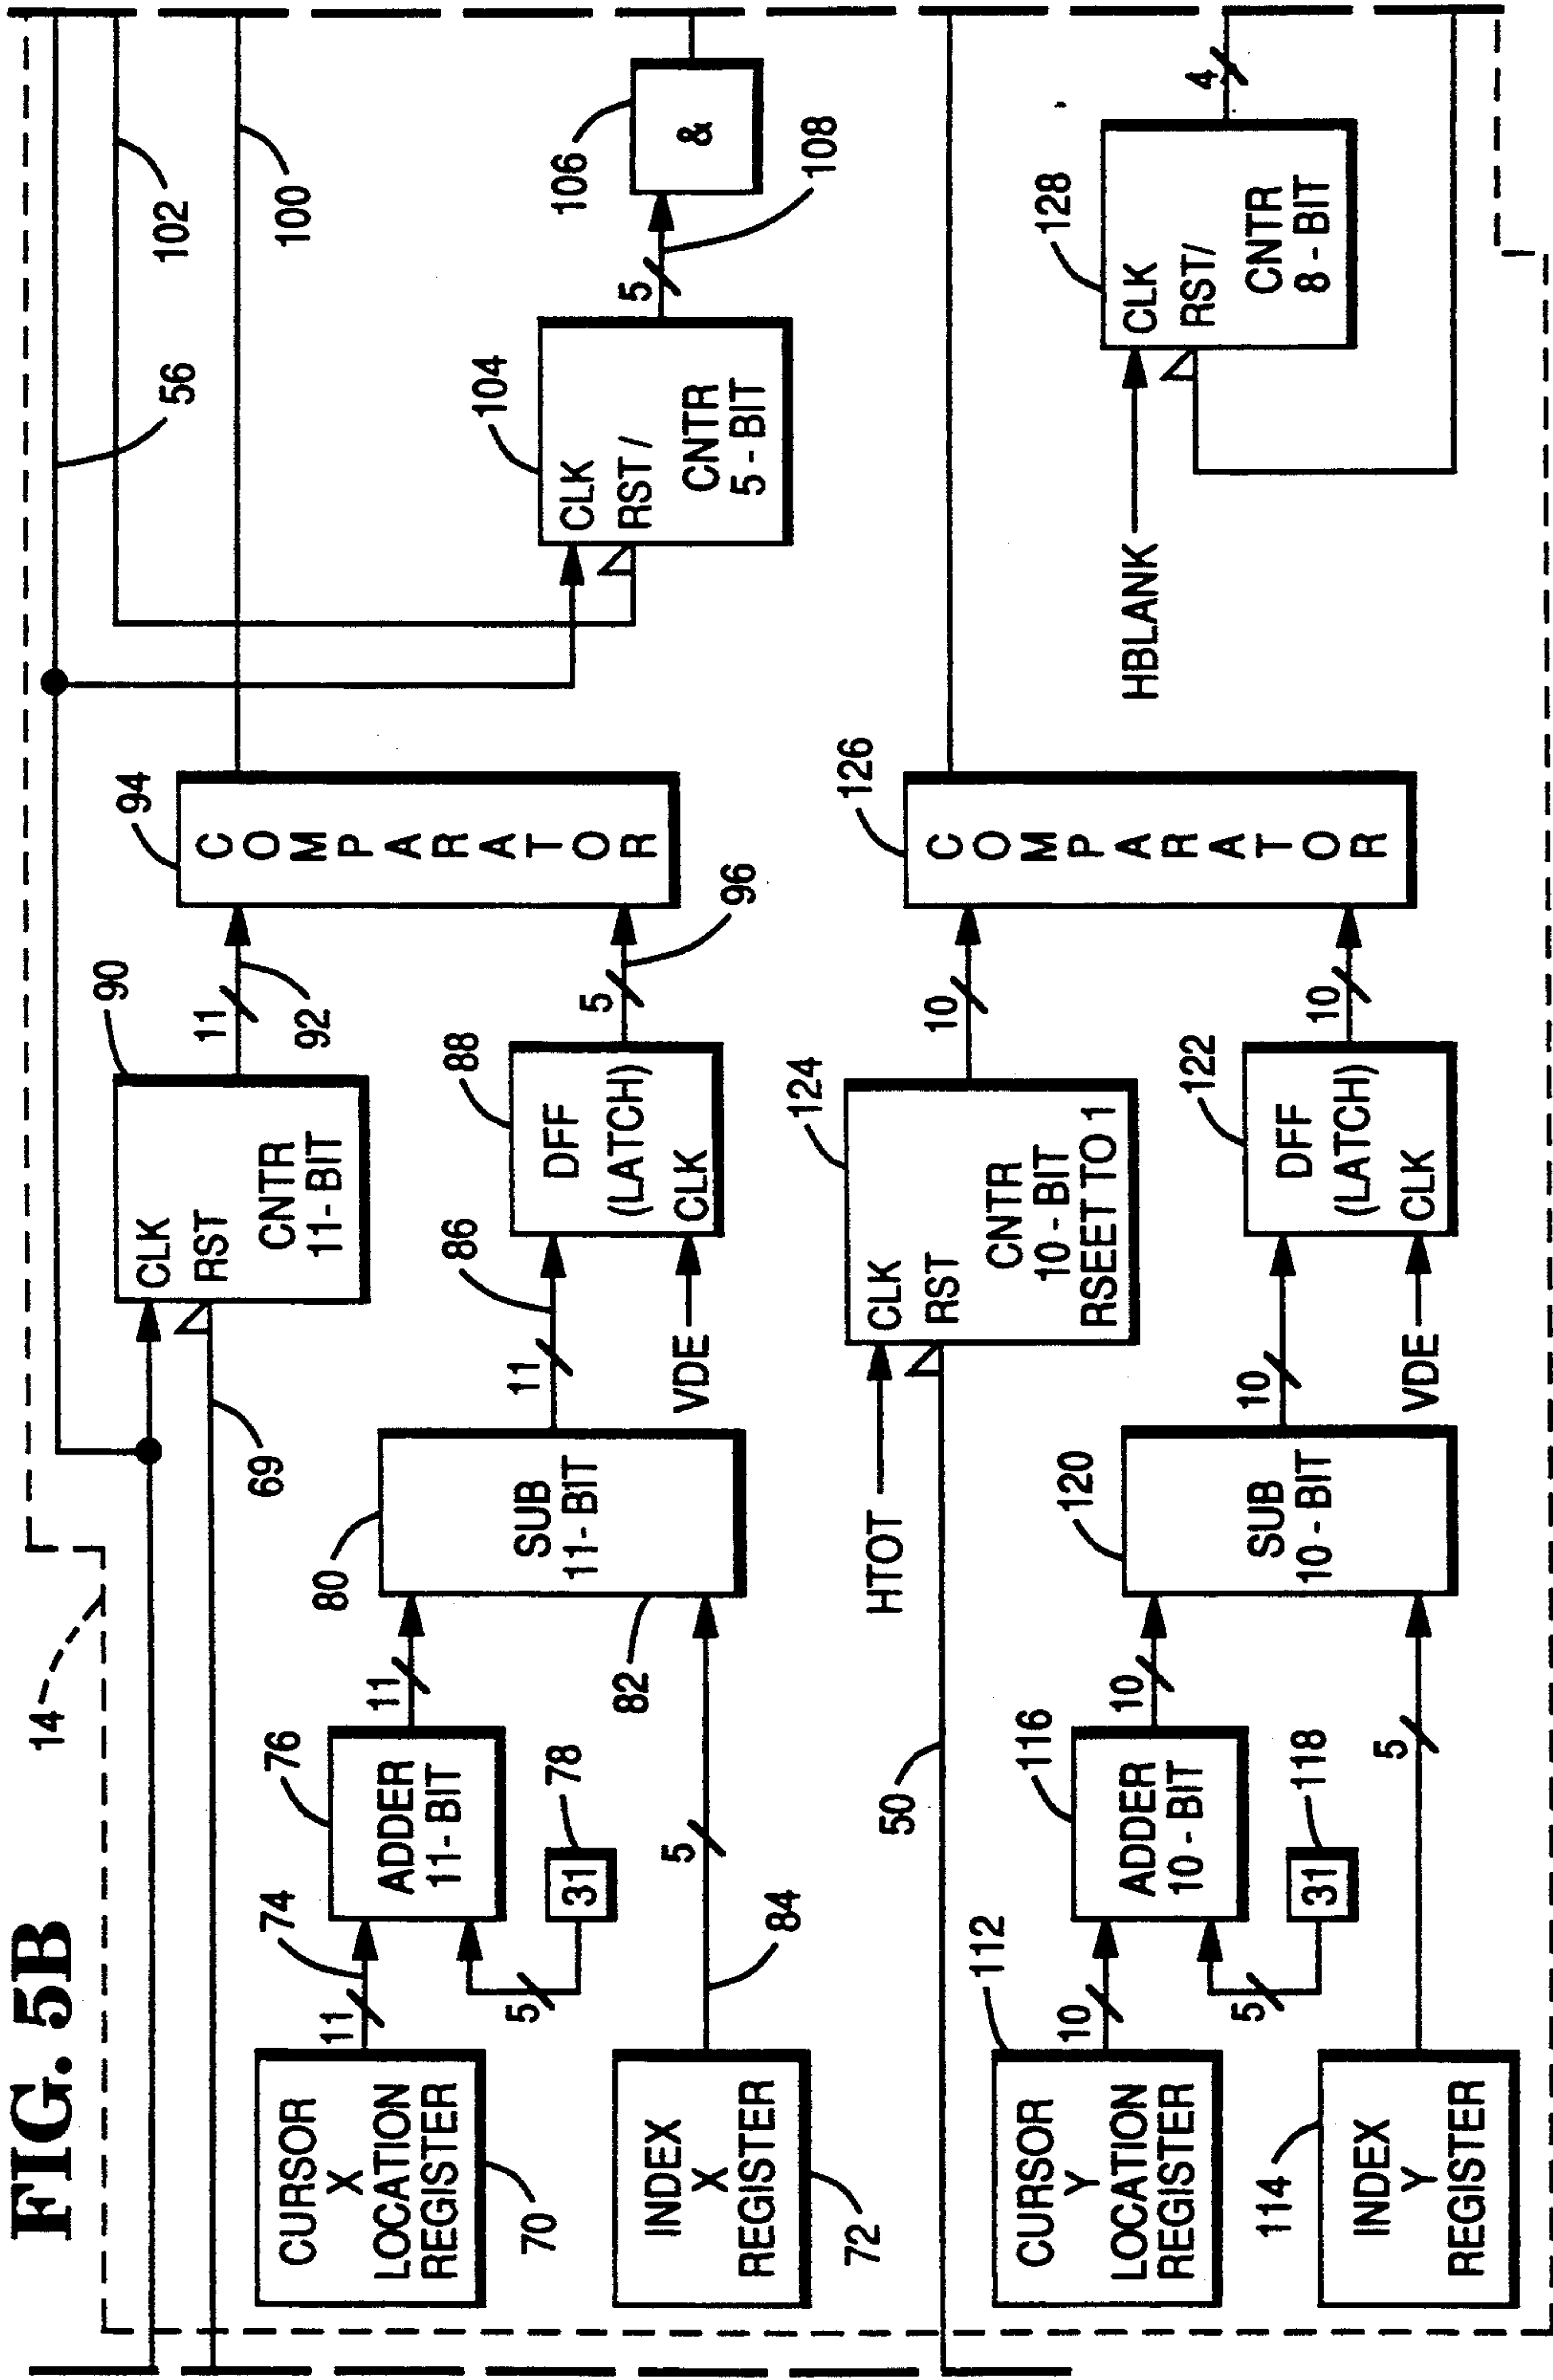 FIG. 5B
14
56
102
100
69
90
CLK
RST
CNTR
11-BIT
11
92
94
COMPARATOR
CURSOR
X
LOCATION
REGISTER
70
11
74
76
ADDER
11-BIT
5
31
78
11
80
SUB
11-BIT
82
INDEX
X
REGISTER
72
5
84
11
86
88
DFF
(LATCH)
CLK
VDE
5
96
104
CLK
RST/
CNTR
5-BIT
5
108
106
&
50
HTOT
124
CLK
RST
CNTR
10-BIT
RSEET TO 1
10
126
COMPARATOR
CURSOR
Y
LOCATION
REGISTER
112
10
116
ADDER
10-BIT
5
31
118
10
120
SUB
10-BIT
INDEX
Y
REGISTER
114
5
10
122
DFF
(LATCH)
CLK
VDE
10
HBLANK
128
CLK
RST/
CNTR
8-BIT
4